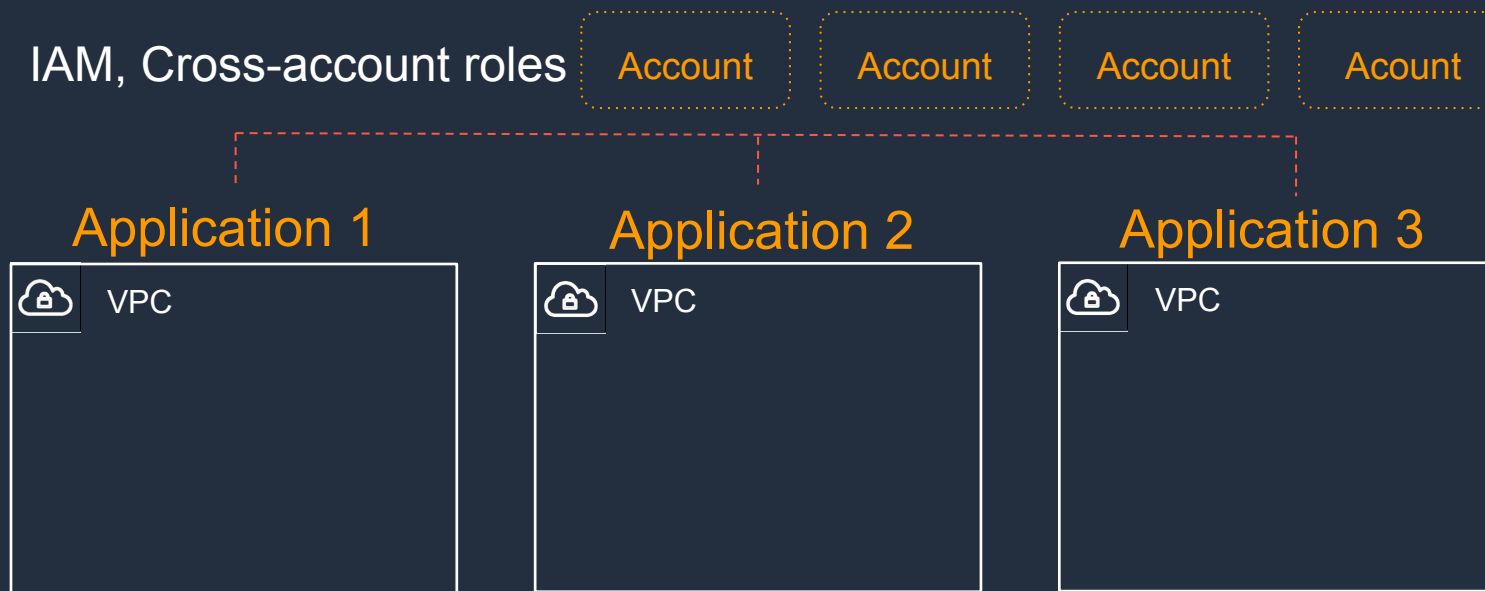 IAM, Cross-account roles Account Account Account Acount
Application 1 Application 2 Application 3
VPC VPC VPC